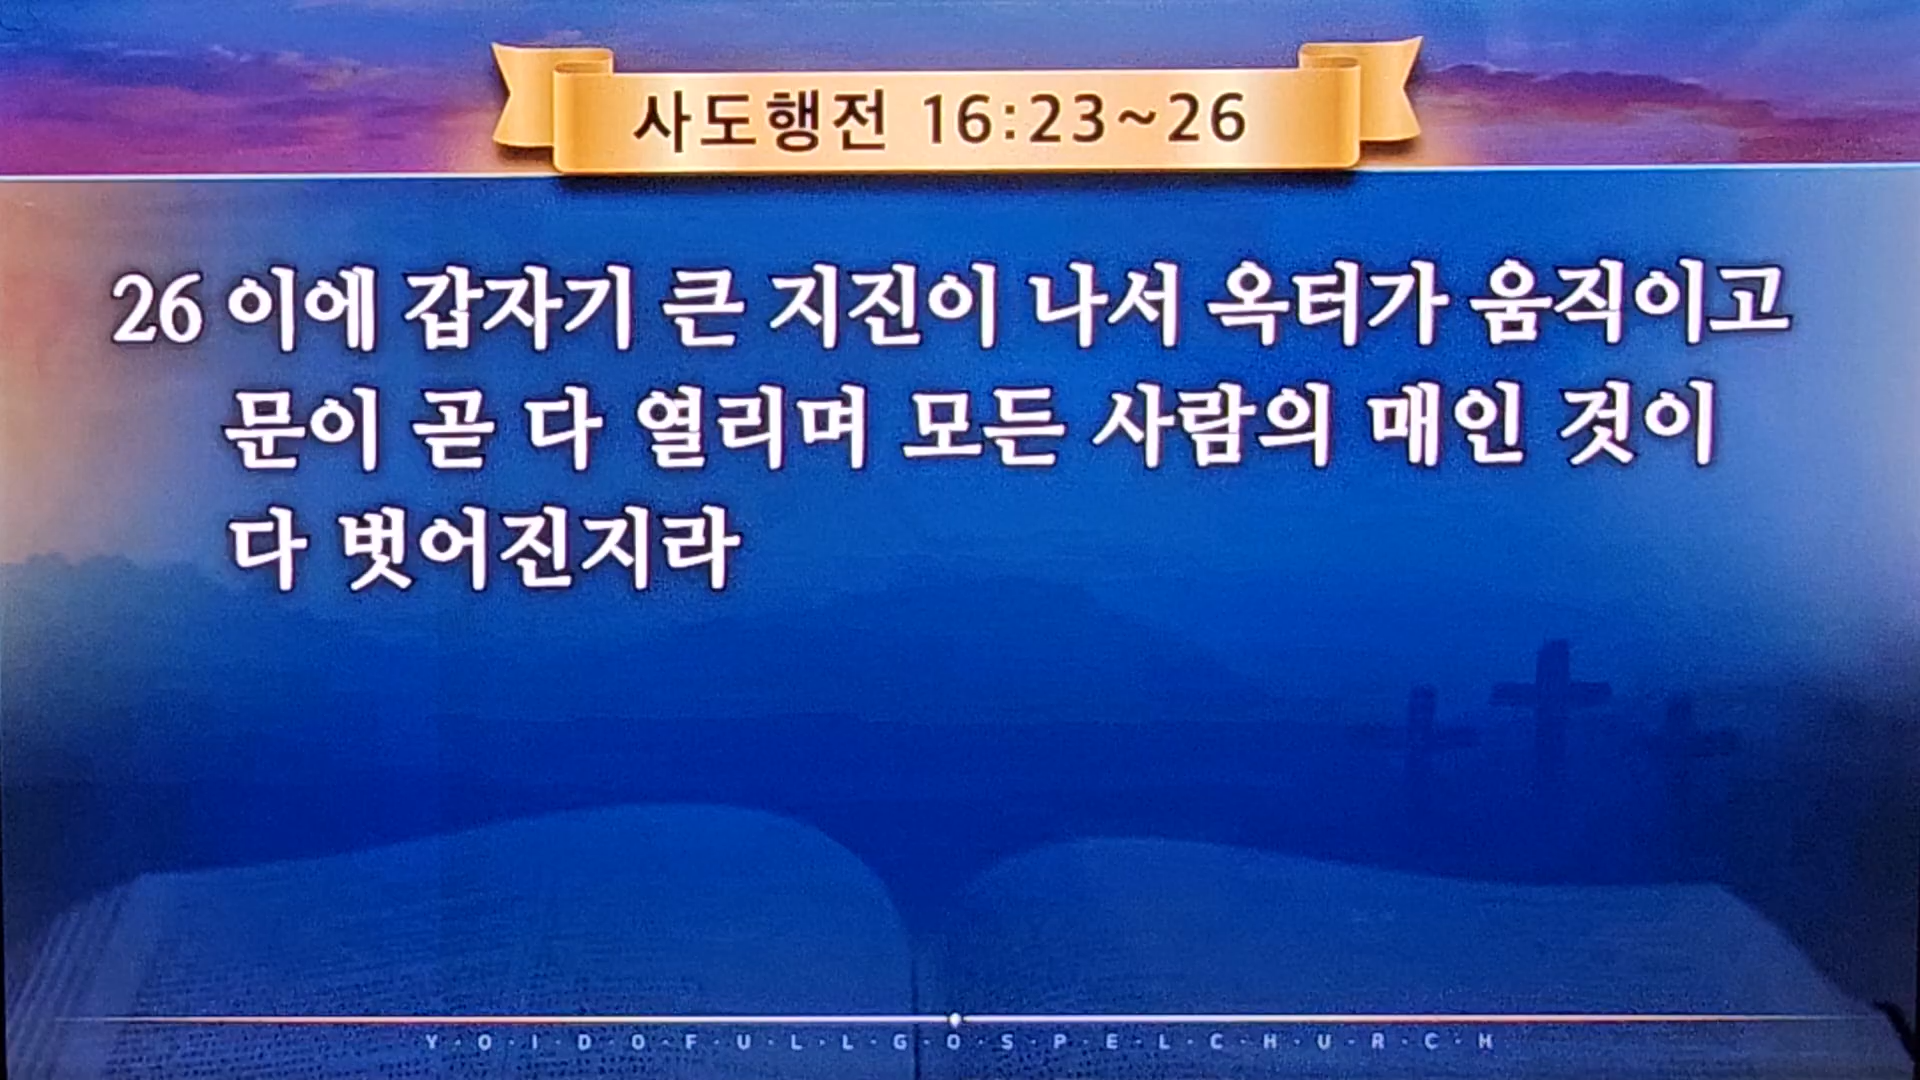 사도행전 16:23~26
26 이에 갑자기 큰 지진이 나서 옥터가 움직이고
문이 곧 다 열리며 모든 사람의 매인 것이
다 벗어진지라
Y·O·I·D·O·F·U·L·L·G·O·S·P·E·L·C·H·U·R·C·H